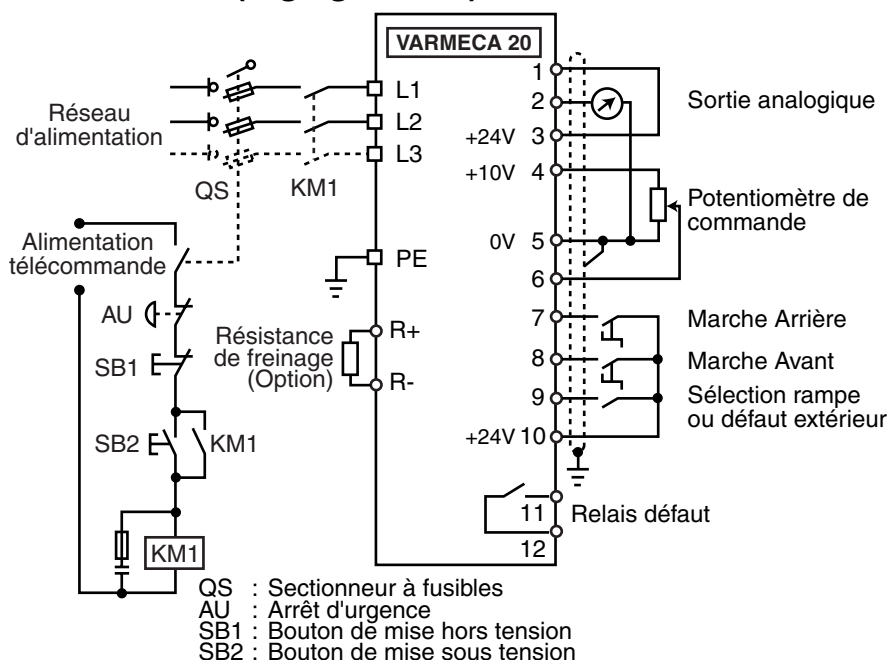 VARMECA 20
Réseau
d'alimentation
QS
KM1
L1
L2
L3
PE
R+
R-
Alimentation
télécommande
AU
SB1
SB2
KM1
KM1
Résistance
de freinage
(Option)
1
2
+24V 3
+10V 4
0V 5
6
7
8
9
+24V 10
11
12
Sortie analogique
Potentiomètre de
commande
Marche Arrière
Marche Avant
Sélection rampe
ou défaut extérieur
Relais défaut
QS : Sectionneur à fusibles
AU : Arrêt d'urgence
SB1 : Bouton de mise hors tension
SB2 : Bouton de mise sous tension